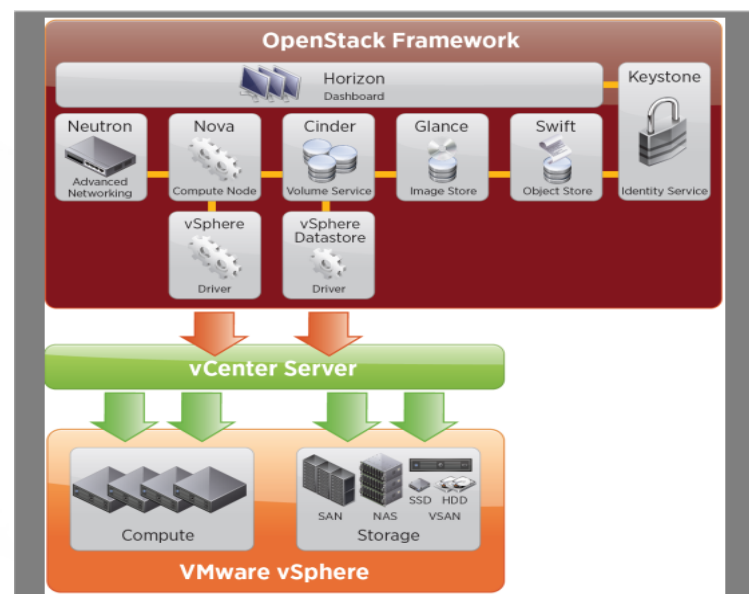 OpenStack Framework
Horizon
Dashboard
Keystone
Identity Service
Neutron
Advanced
Networking
Nova
Compute Node
Cinder
Volume Service
Glance
Image Store
Swift
Object Store
vSphere
Driver
vSphere
Datastore
Driver
vCenter Server
Compute
SAN
NAS
SSD HDD
VSAN
Storage
VMware vSphere